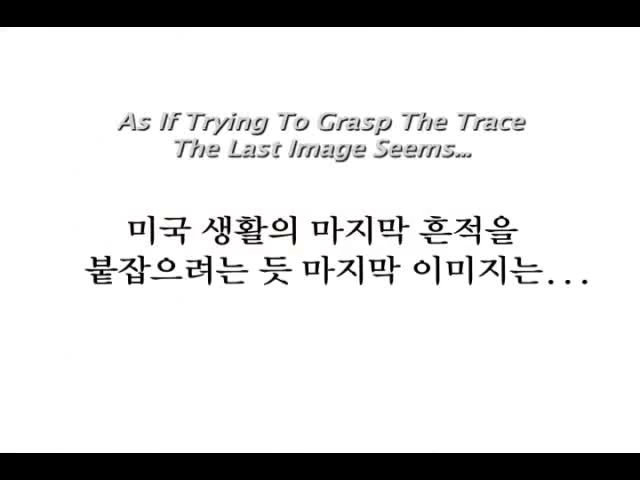 As If Trying To Grasp The Trace
The Last Image Seems...
미국 생활의 마지막 흔적을
붙잡으려는 듯 마지막 이미지는...